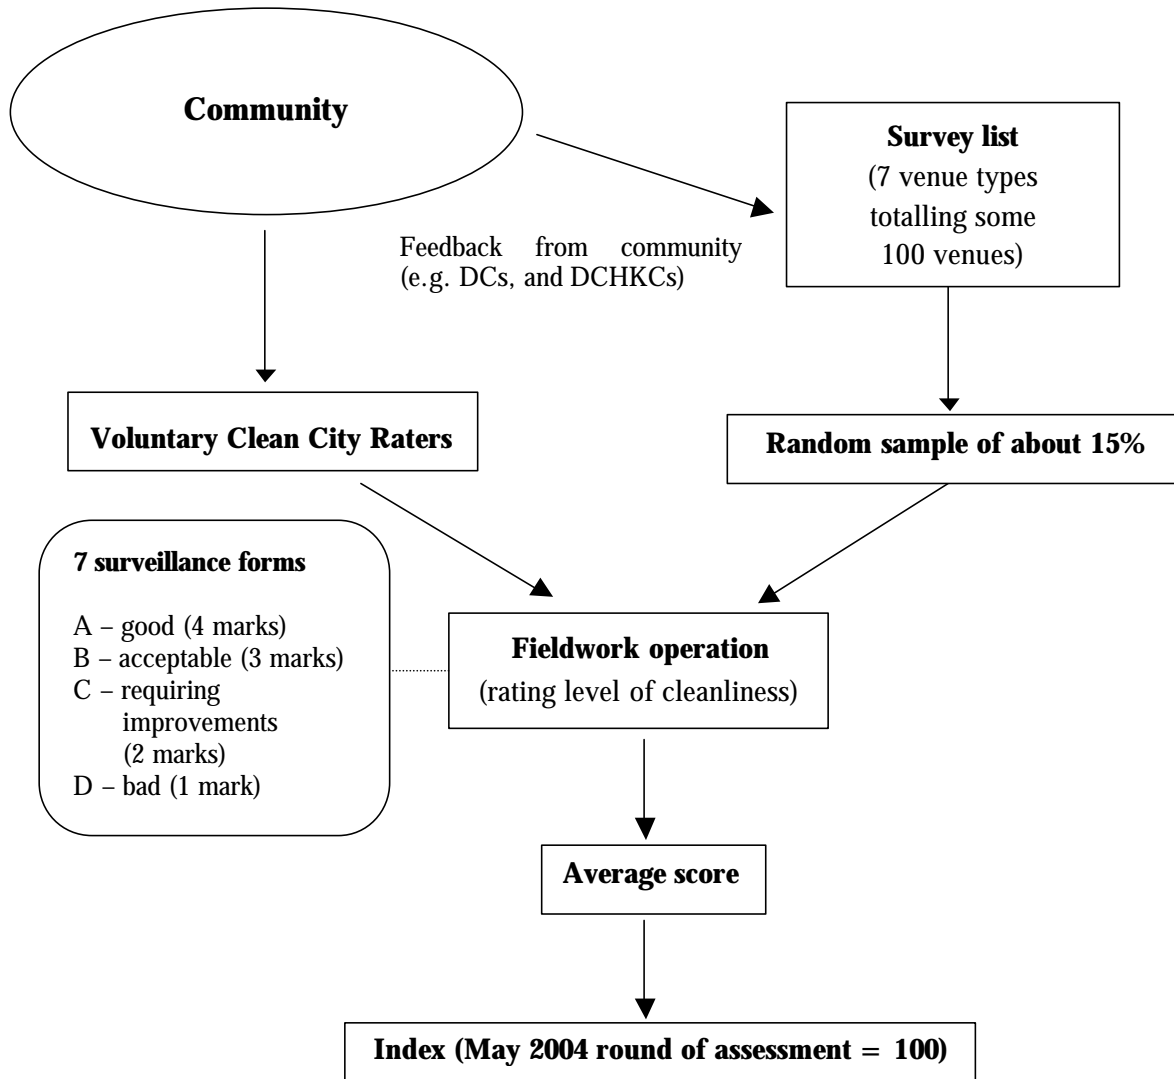 Community
Survey list
(7 venue types
totalling some
100 venues)
Feedback from community
(e.g. DCs, and DCHKCs)
Voluntary Clean City Raters
Random sample of about 15%
7 surveillance forms
A – good (4 marks)
B – acceptable (3 marks)
C – requiring
improvements
(2 marks)
D – bad (1 mark)
Fieldwork operation
(rating level of cleanliness)
Average score
Index (May 2004 round of assessment = 100)